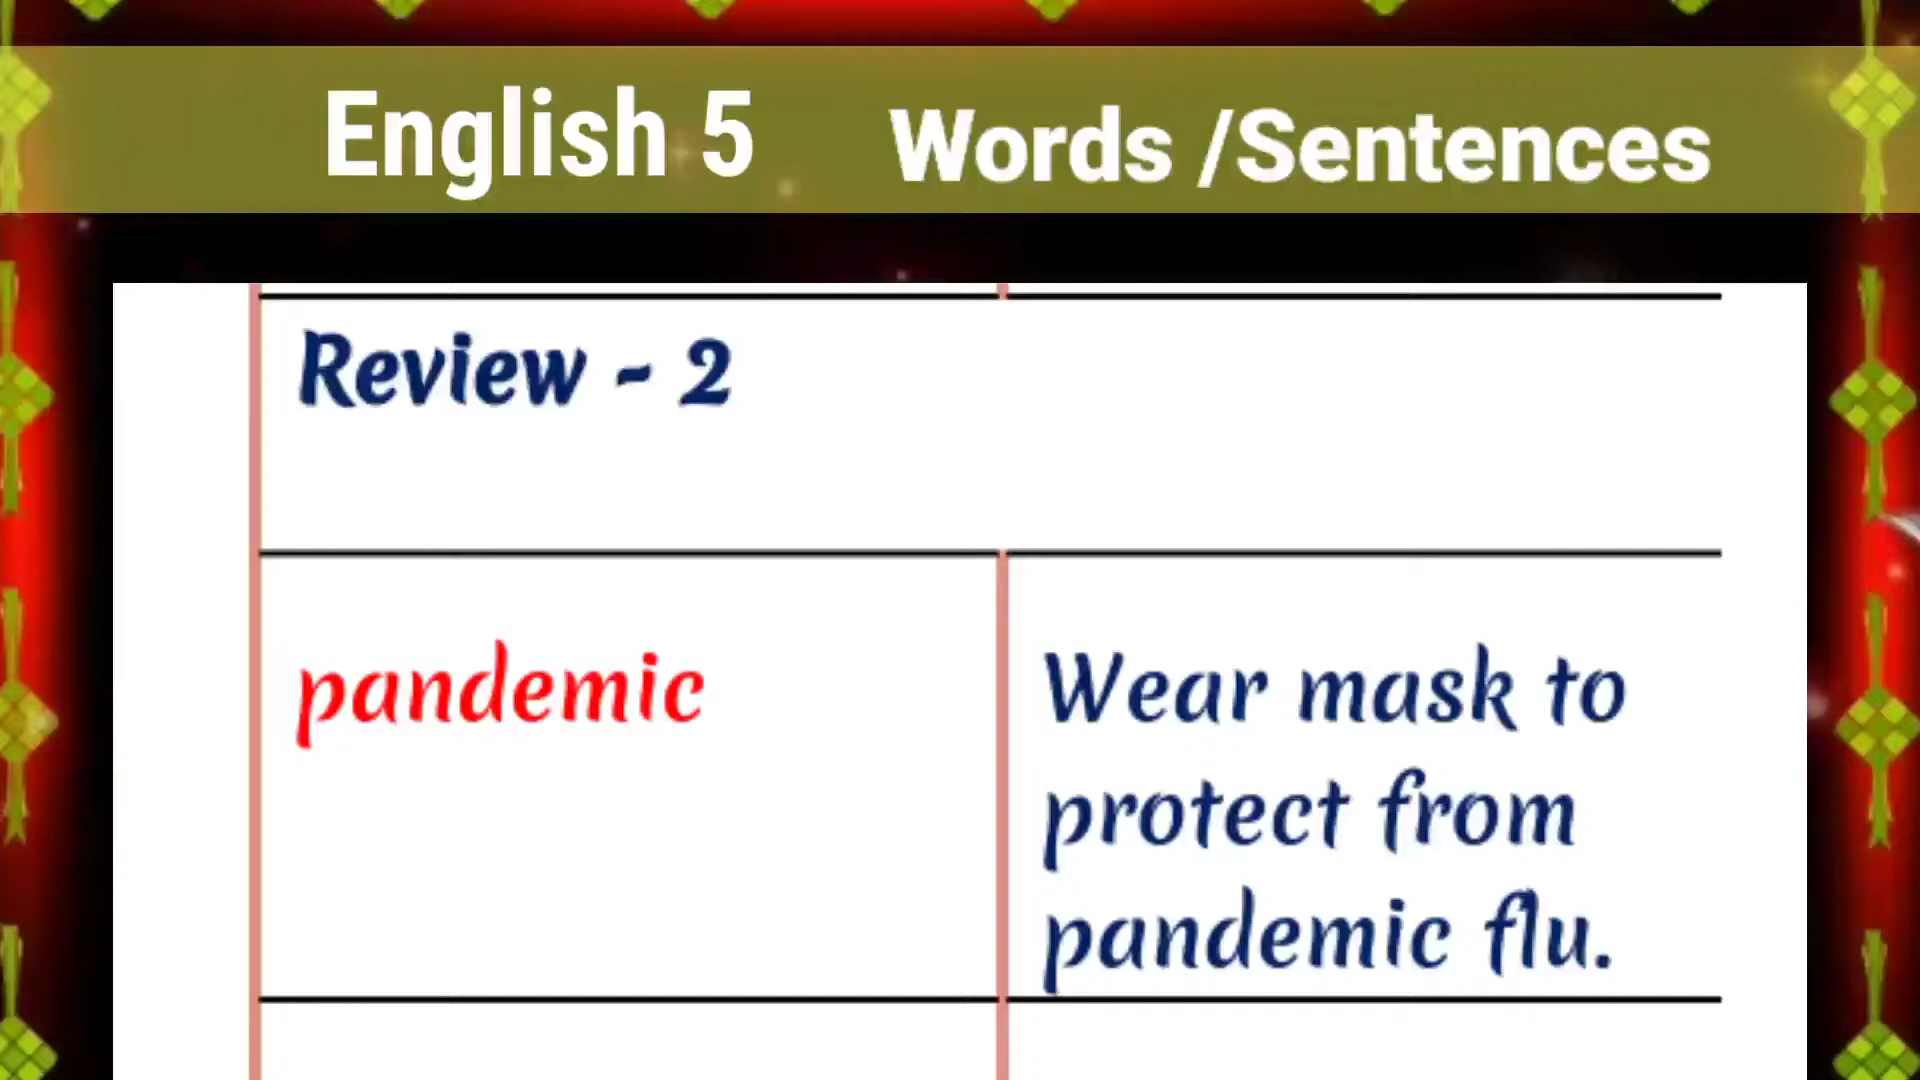 English 5 Words /Sentences
Review - 2
pandemic
Wear mask to
protect from
pandemic flu.